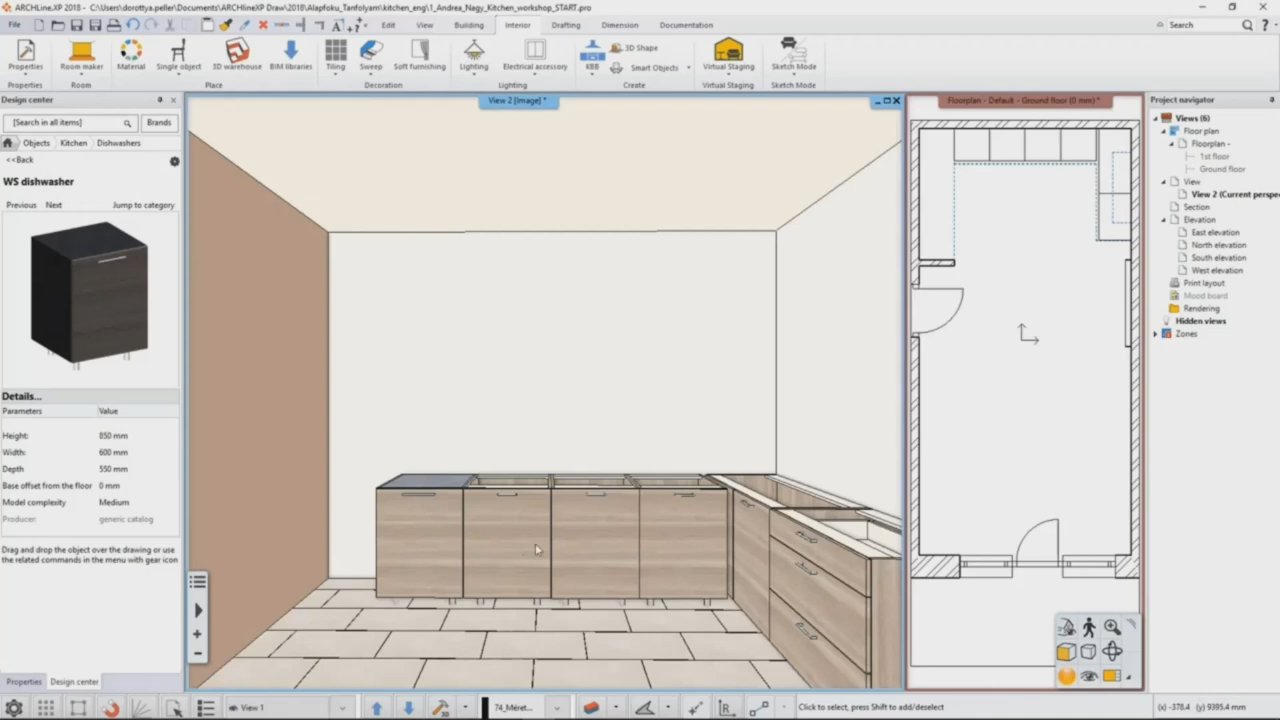 ARCHLine.XP 2018 - C:\Users\dorottya.peller\Documents\ARCHlineXP Draw\2018\Alapfoku_Tanfolyam\kitchen_eng\1_Andrea_Nagy_Kitchen_workshop_START.pro
File Edit View Building Interior Drafting Dimension Documentation Search
Properties Room maker Material Single object 3D warehouse BIM libraries Tiling Sweep Soft furnishing Lighting Electrical accessory KBB 3D Shape Smart Objects Virtual Staging Sketch Mode
Properties Room Place Decoration Lighting Create Virtual Staging Sketch Mode
Design center
[Search in all items] Brands
Objects Kitchen Dishwashers
<<Back
WS dishwasher
Previous Next Jump to category
Details...
Parameters Value
Height: 850 mm
Width: 600 mm
Depth 550 mm
Base offset from the floor 0 mm
Model complexity Medium
Producer: generic catalog
Drag and drop the object over the drawing or use
the related commands in the menu with gear icon
Properties Design center
View 2 [Image] *
Floorplan - Default - Ground floor (0 mm) *
Project navigator
Views (6)
Floor plan
Floorplan -
1st floor
Ground floor
View
View 2 (Current perspe
Section
Elevation
East elevation
North elevation
South elevation
West elevation
Print layout
Mood board
Rendering
Hidden views
Zones
View 1 74_Méret... Click to select, press Shift to add/deselect (x) -378.4 (y) 9395.4 mm